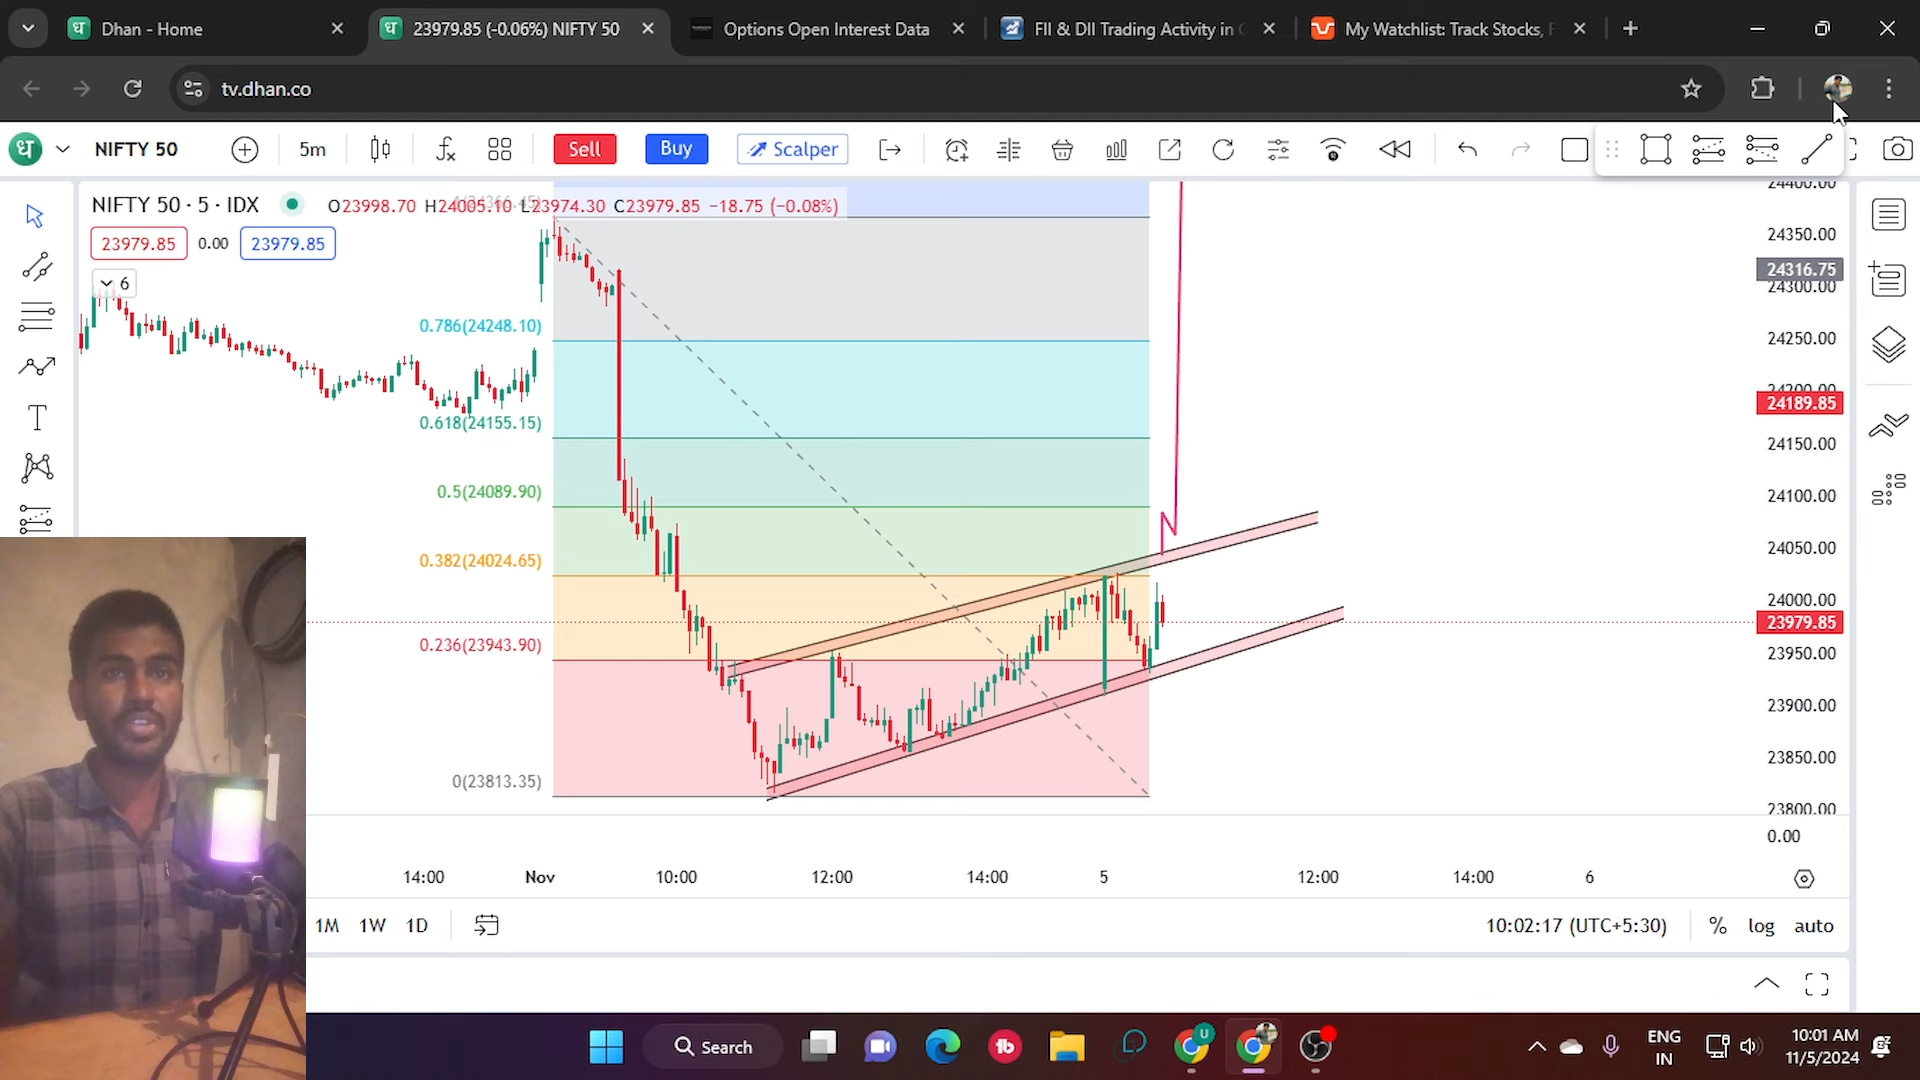 Dhan - Home
23979.85 (-0.06%) NIFTY 50
Options Open Interest Data
FII & DII Trading Activity in
My Watchlist: Track Stocks, F
tv.dhan.co
NIFTY 50
5m
Sell
Buy
Scalper
NIFTY 50 · 5 · IDX
O23998.70 H24005.10 L23974.30 C23979.85 −18.75 (−0.08%)
23979.85 0.00 23979.85
6
0.786(24248.10)
0.618(24155.15)
0.5(24089.90)
0.382(24024.65)
0.236(23943.90)
0(23813.35)
24400.00
24350.00
24316.75
24300.00
24250.00
24200.00
24189.85
24150.00
24100.00
24050.00
24000.00
23979.85
23950.00
23900.00
23850.00
23800.00
0.00
14:00 Nov 10:00 12:00 14:00 5 12:00 14:00 6
1M 1W 1D
10:02:17 (UTC+5:30) % log auto
Search
ENG
IN
10:01 AM
11/5/2024